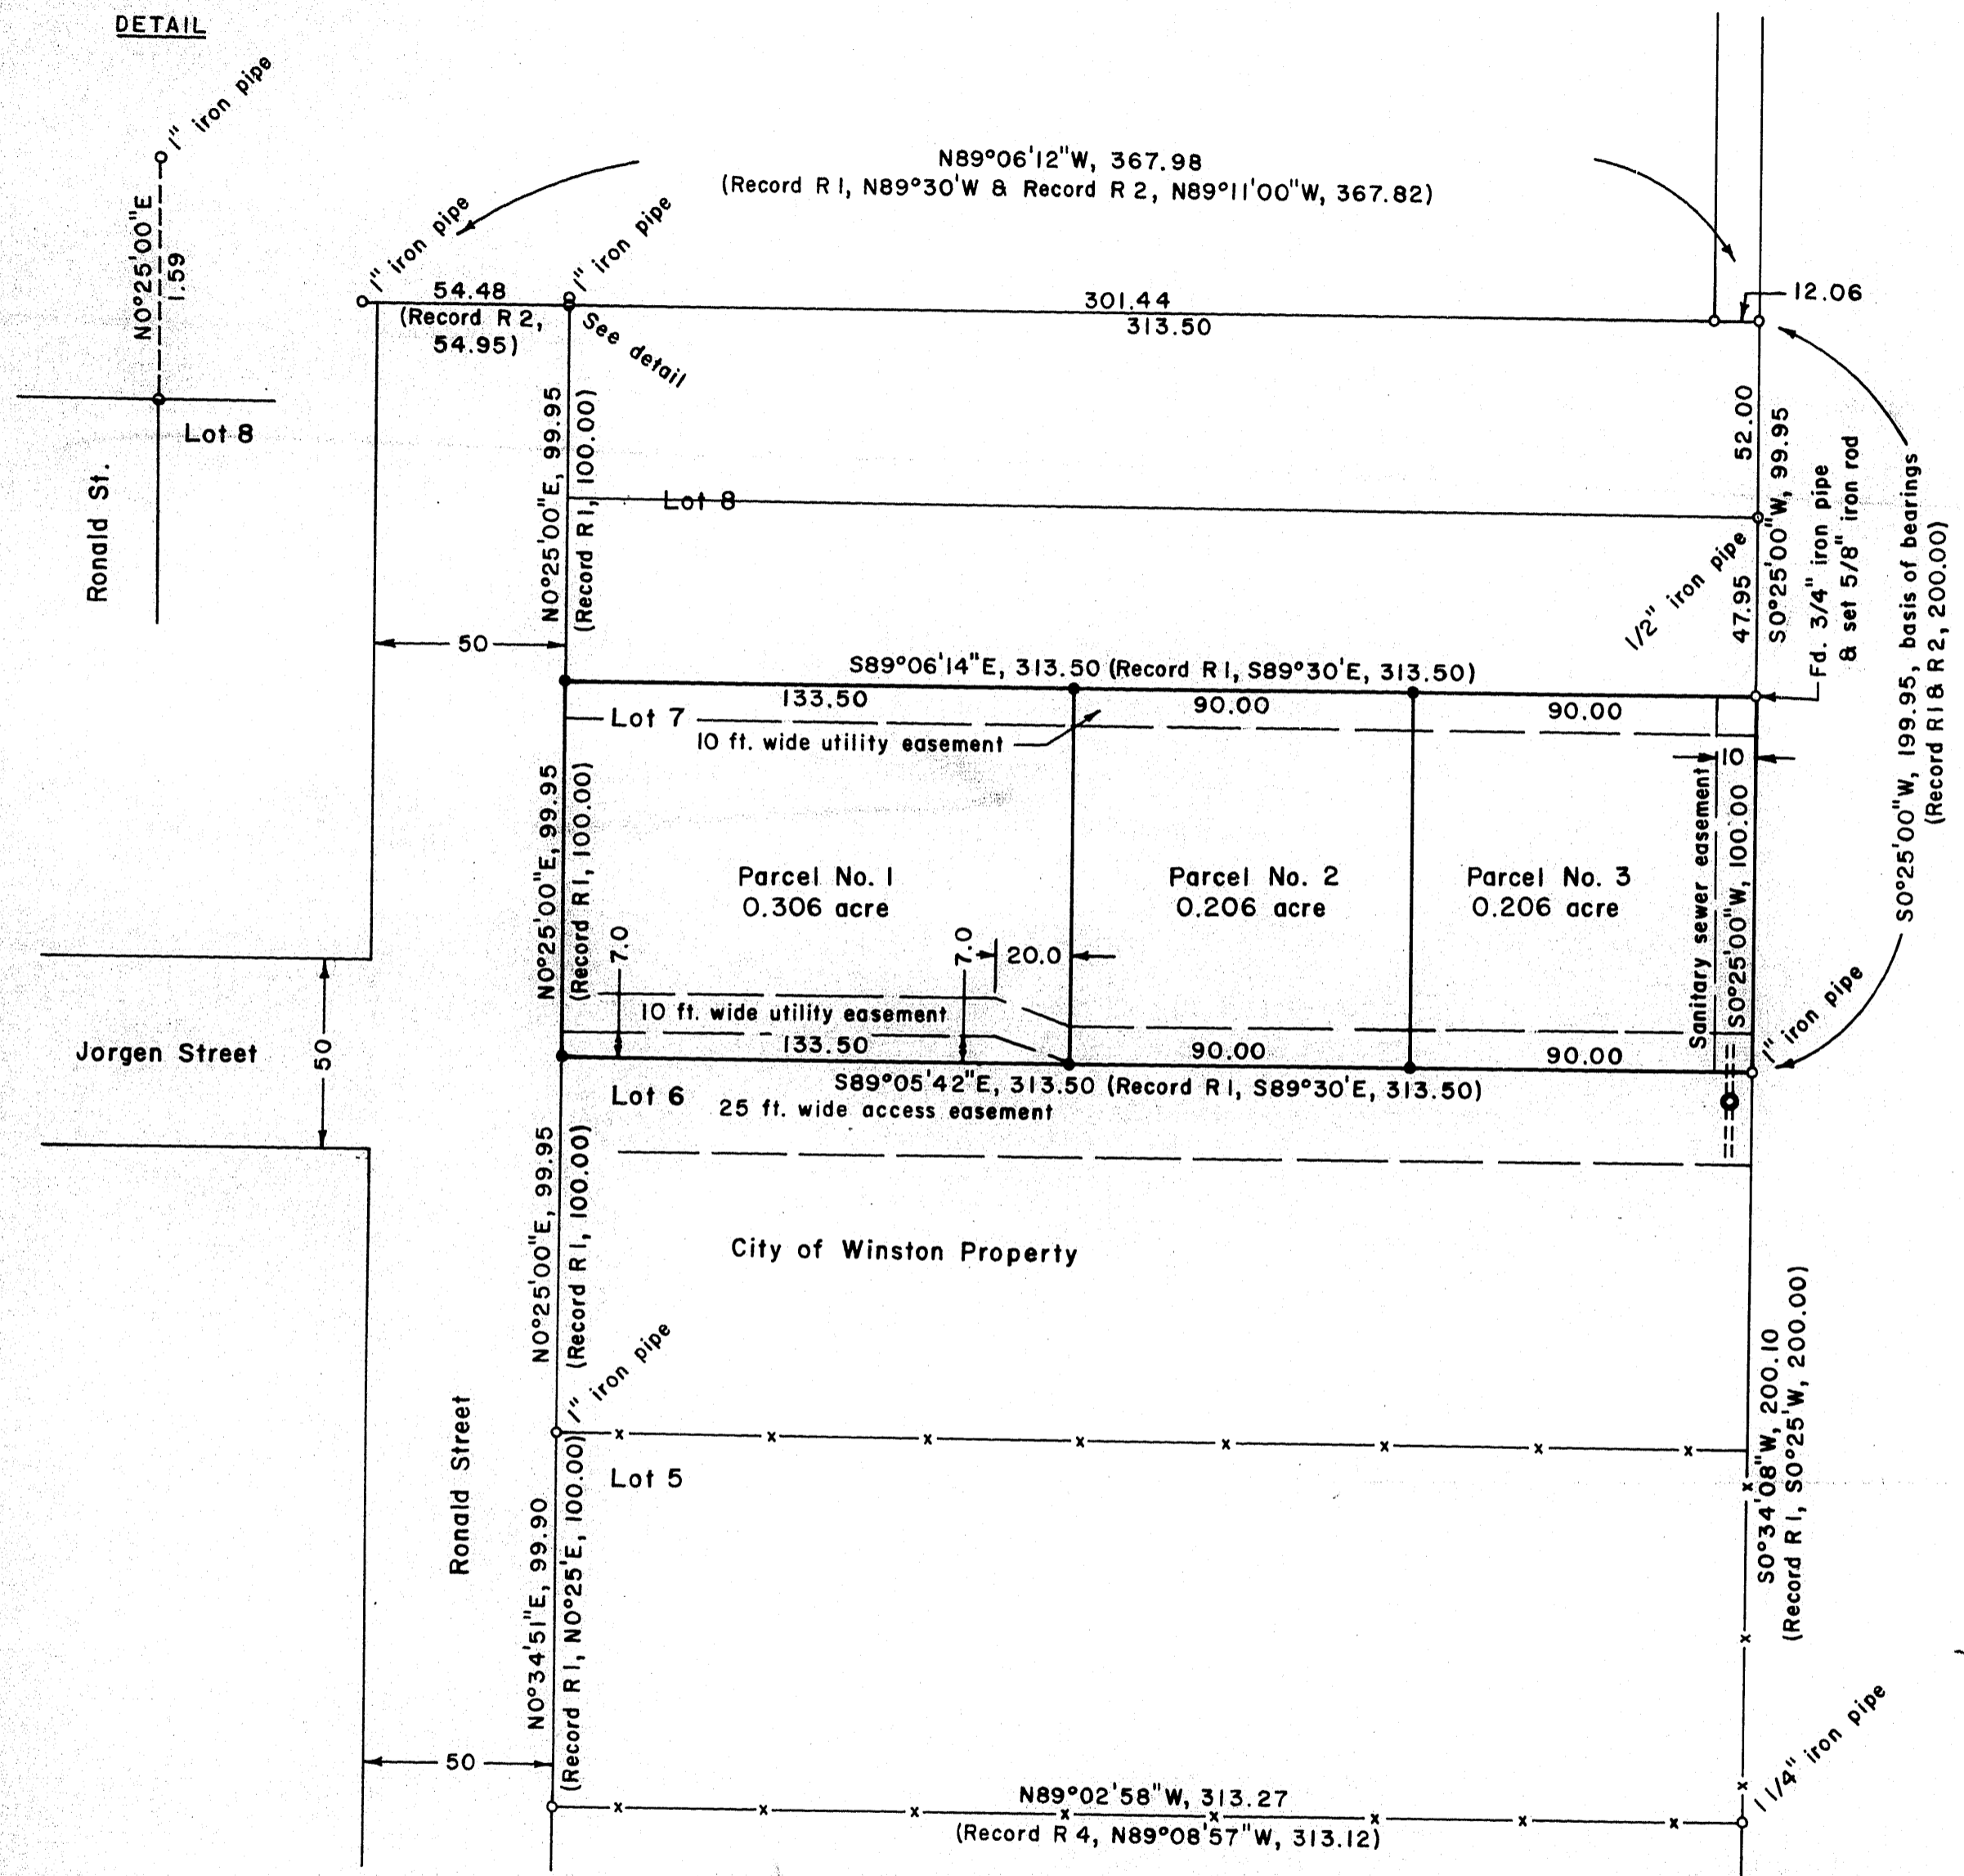 DETAIL
1" iron pipe
N0°25'00"E
1.59
Lot 8
Ronald St.
N89°06'12"W, 367.98
(Record R1, N89°30'W & Record R2, N89°11'00"W, 367.82)
1" iron pipe
1" iron pipe
54.48
(Record R2,
54.95)
See detail
301.44
313.50
12.06
N0°25'00"E, 99.95
(Record R1, 100.00)
Lot 8
52.00
S0°25'00"W, 99.95
47.95
1/2" iron pipe
Fd. 3/4" iron pipe
& set 5/8" iron rod
S0°25'00"W, 199.95, basis of bearings
(Record R1 & R2, 200.00)
50
S89°06'14"E, 313.50 (Record R1, S89°30'E, 313.50)
133.50
90.00
90.00
Lot 7
10 ft. wide utility easement
10
N0°25'00"E, 99.95
(Record R1, 100.00)
Parcel No. 1
0.306 acre
Parcel No. 2
0.206 acre
Parcel No. 3
0.206 acre
Sanitary sewer easement
S0°25'00"W, 100.00
7.0
7.0
20.0
10 ft. wide utility easement
133.50
90.00
90.00
1" iron pipe
Jorgen Street
50
S89°05'42"E, 313.50 (Record R1, S89°30'E, 313.50)
Lot 6
25 ft. wide access easement
N0°25'00"E, 99.95
(Record R1, 100.00)
City of Winston Property
1" iron pipe
S0°34'08"W, 200.10
(Record R1, S0°25'W, 200.00)
Ronald Street
Lot 5
N0°34'51"E, 99.90
(Record R1, N0°25'E, 100.00)
50
N89°02'58"W, 313.27
(Record R4, N89°08'57"W, 313.12)
1 1/4" iron pipe